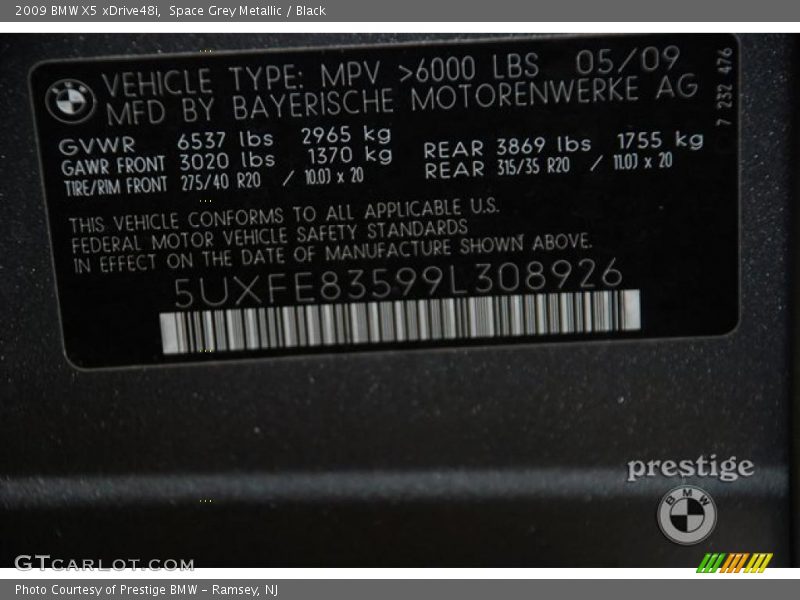 2009 BMW X5 xDrive48i, Space Grey Metallic / Black
VEHICLE TYPE: MPV >6000 LBS 05/09
MFD BY BAYERISCHE MOTORENWERKE AG
7 232 476
GVWR 6537 lbs 2965 kg
GAWR FRONT 3020 lbs 1370 kg REAR 3869 lbs 1755 kg
TIRE/RIM FRONT 275/40 R20 / 10.0J x 20 REAR 315/35 R20 / 11.0J x 20
THIS VEHICLE CONFORMS TO ALL APPLICABLE U.S.
FEDERAL MOTOR VEHICLE SAFETY STANDARDS
IN EFFECT ON THE DATE OF MANUFACTURE SHOWN ABOVE.
5UXFE83599L308926
prestige
BMW
GTCARLOT.COM
Photo Courtesy of Prestige BMW - Ramsey, NJ